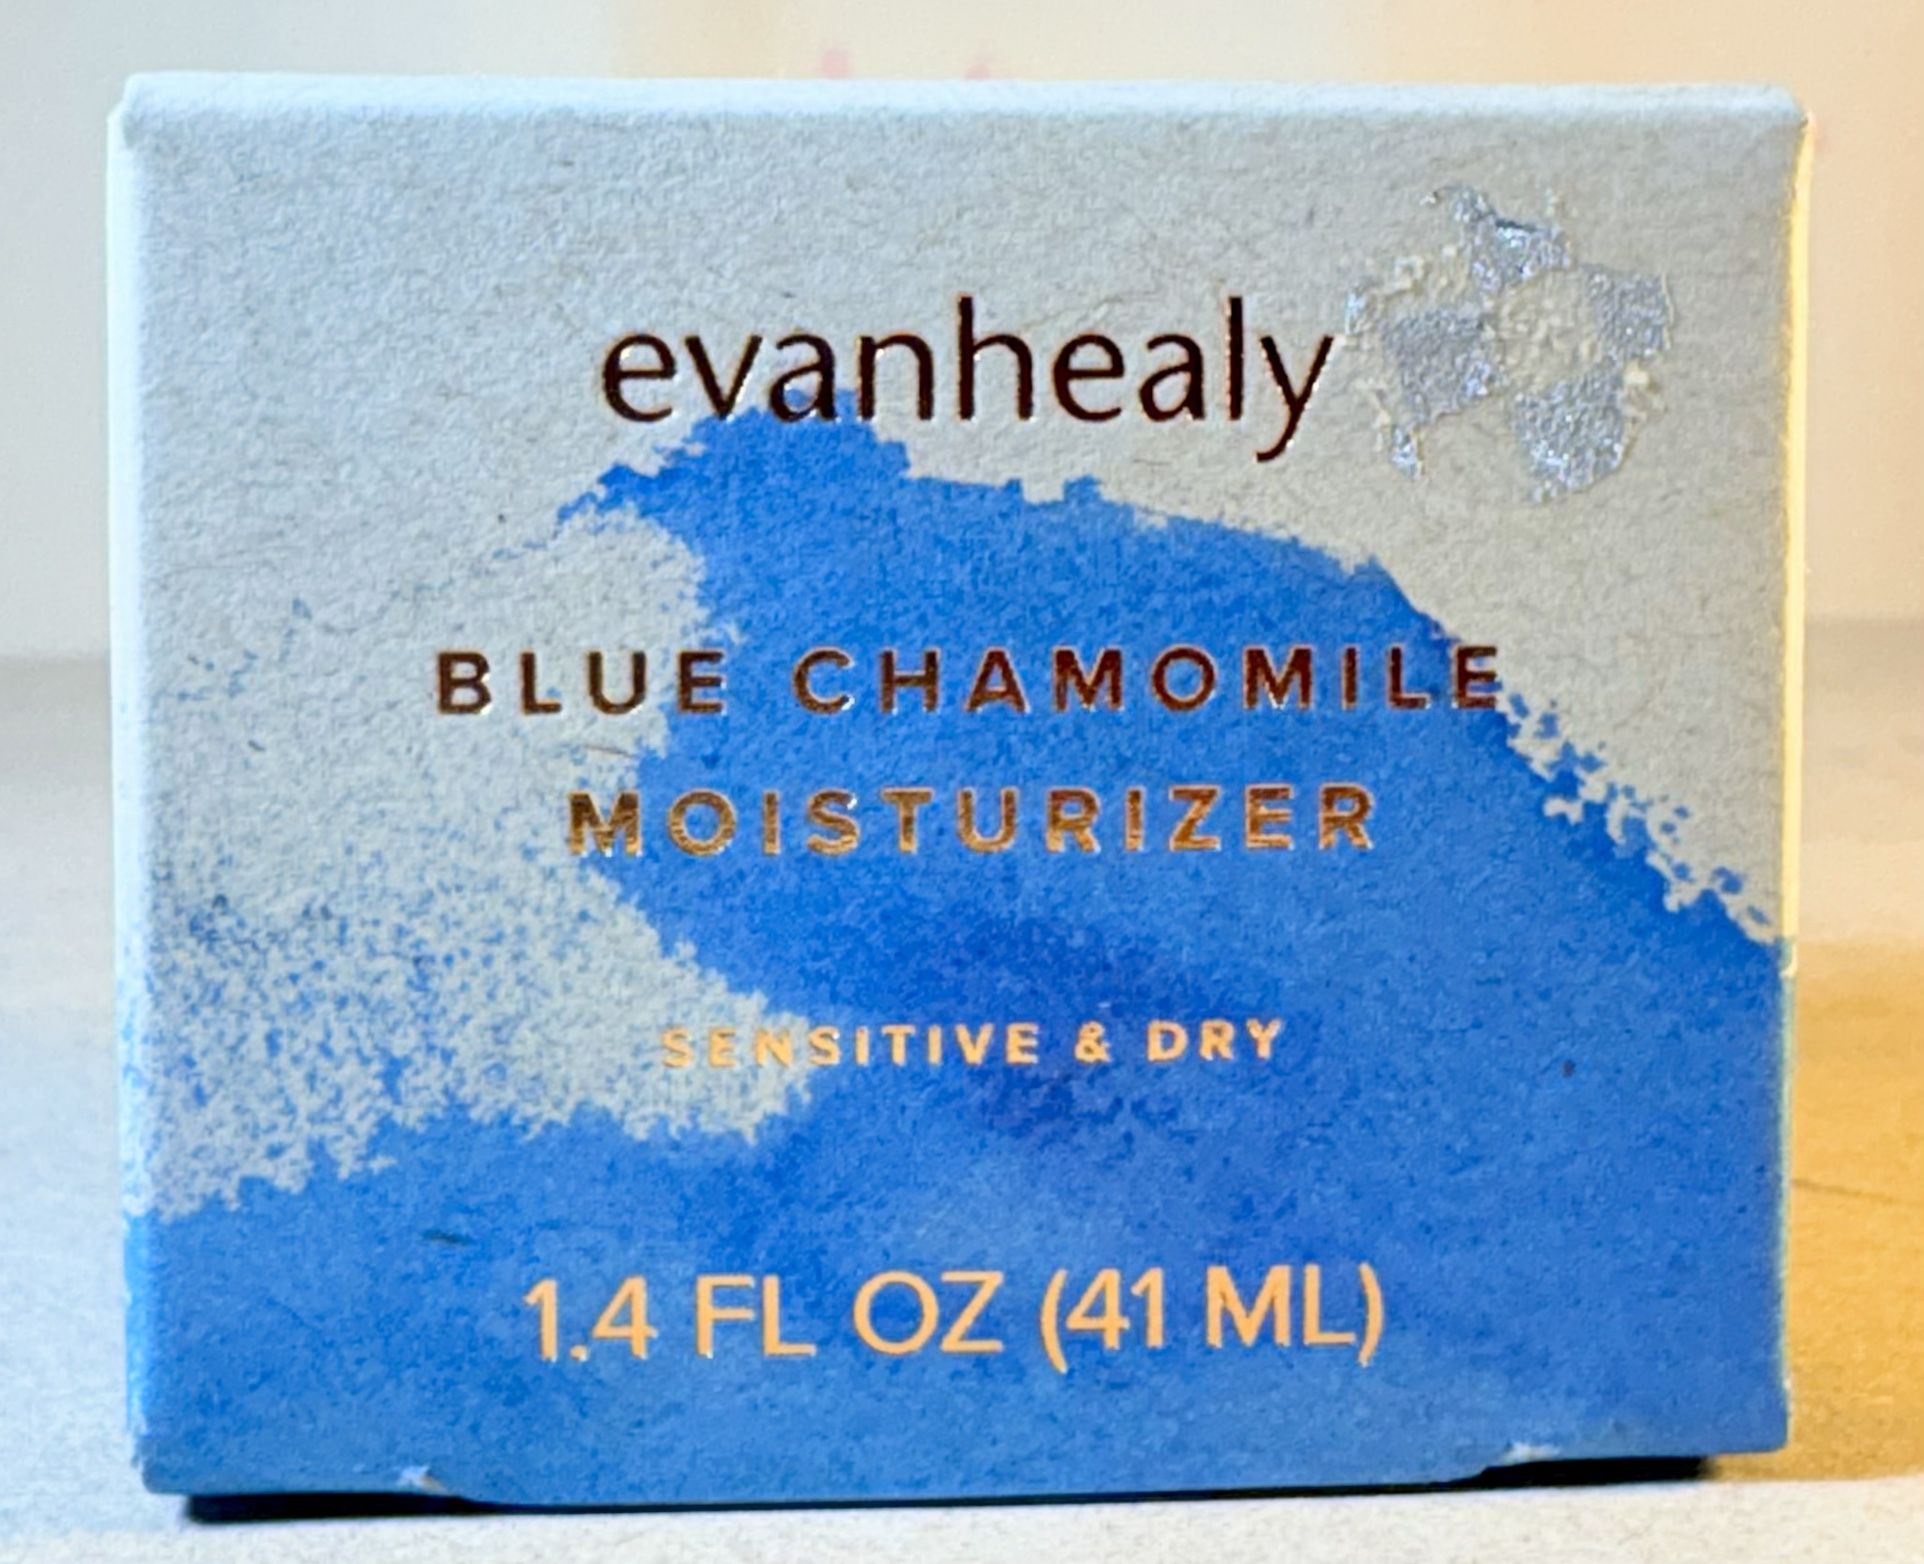 evanhealy
BLUE CHAMOMILE
MOISTURIZER
SENSITIVE & DRY
1.4 FL OZ (41 ML)